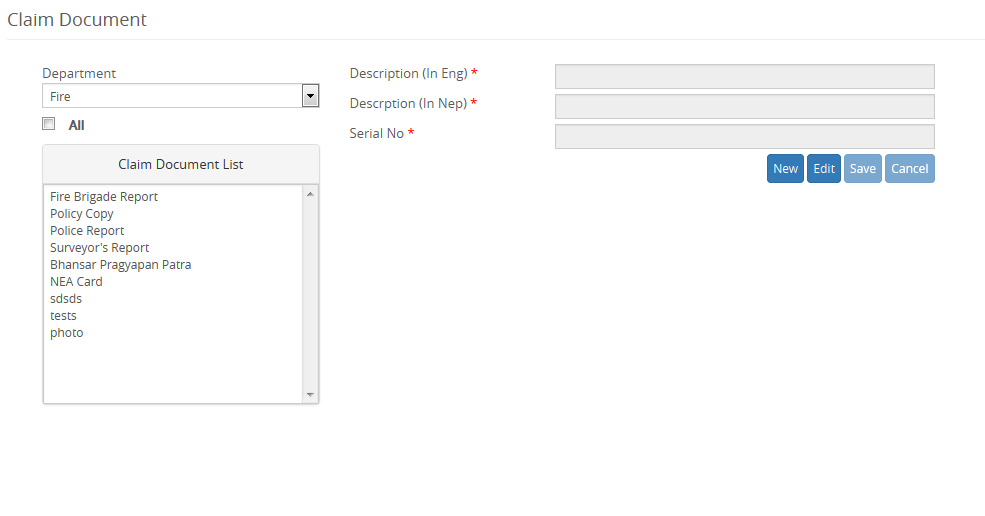 Claim Document
Department
Fire
All
Claim Document List
Fire Brigade Report
Policy Copy
Police Report
Surveyor's Report
Bhansar Pragyapan Patra
NEA Card
sdsds
tests
photo
Description (In Eng) *
Descrption (In Nep) *
Serial No *
New Edit Save Cancel